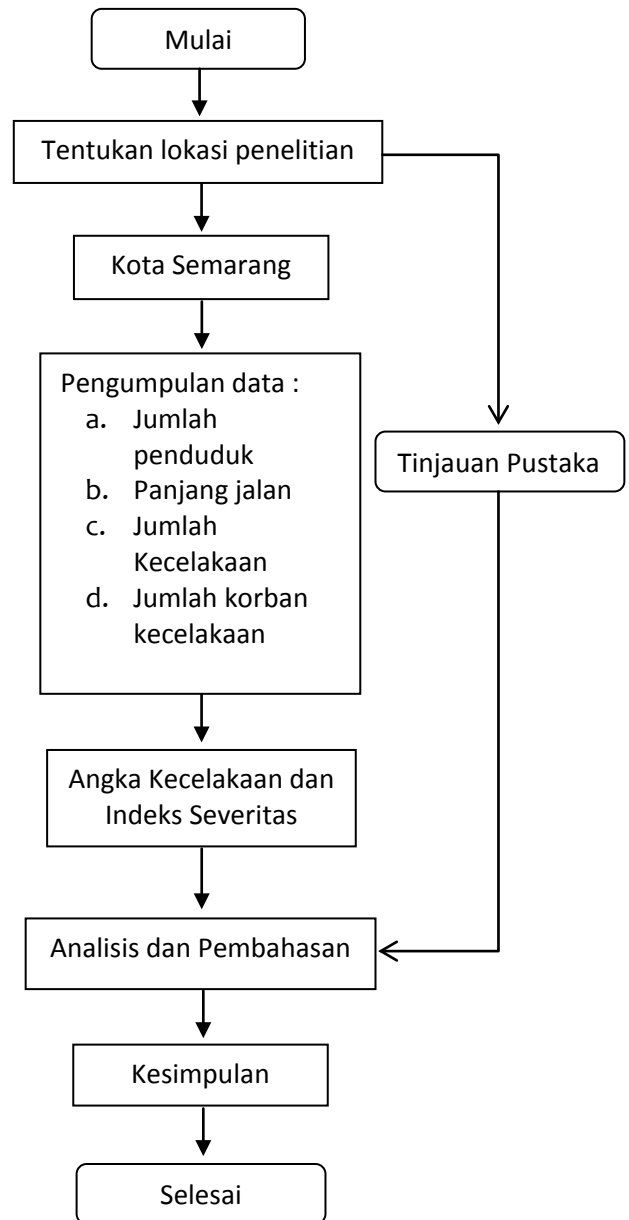 Mulai
Tentukan lokasi penelitian
Kota Semarang
Pengumpulan data :
a. Jumlah
penduduk
b. Panjang jalan
c. Jumlah
Kecelakaan
d. Jumlah korban
kecelakaan
Tinjauan Pustaka
Angka Kecelakaan dan
Indeks Severitas
Analisis dan Pembahasan
Kesimpulan
Selesai